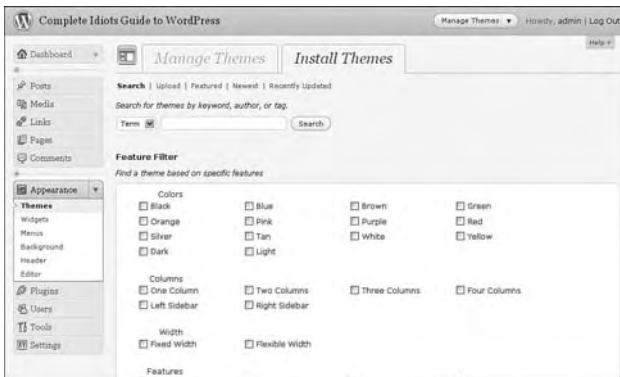 Complete Idiots Guide to WordPress
Manage Themes
Howdy, admin | Log Out
Help
Dashboard
Posts
Media
Links
Pages
Comments
Appearance
Themes
Widgets
Menus
Background
Header
Editor
Plugins
Users
Tools
Settings
Manage Themes
Install Themes
Search | Upload | Featured | Newest | Recently Updated
Search for themes by keyword, author, or tag.
Term
Search
Feature Filter
Find a theme based on specific features
Colors
Black Blue Brown Green
Orange Pink Purple Red
Silver Tan White Yellow
Dark Light
Columns
One Column Two Columns Three Columns Four Columns
Left Sidebar Right Sidebar
Width
Fixed Width Flexible Width
Features